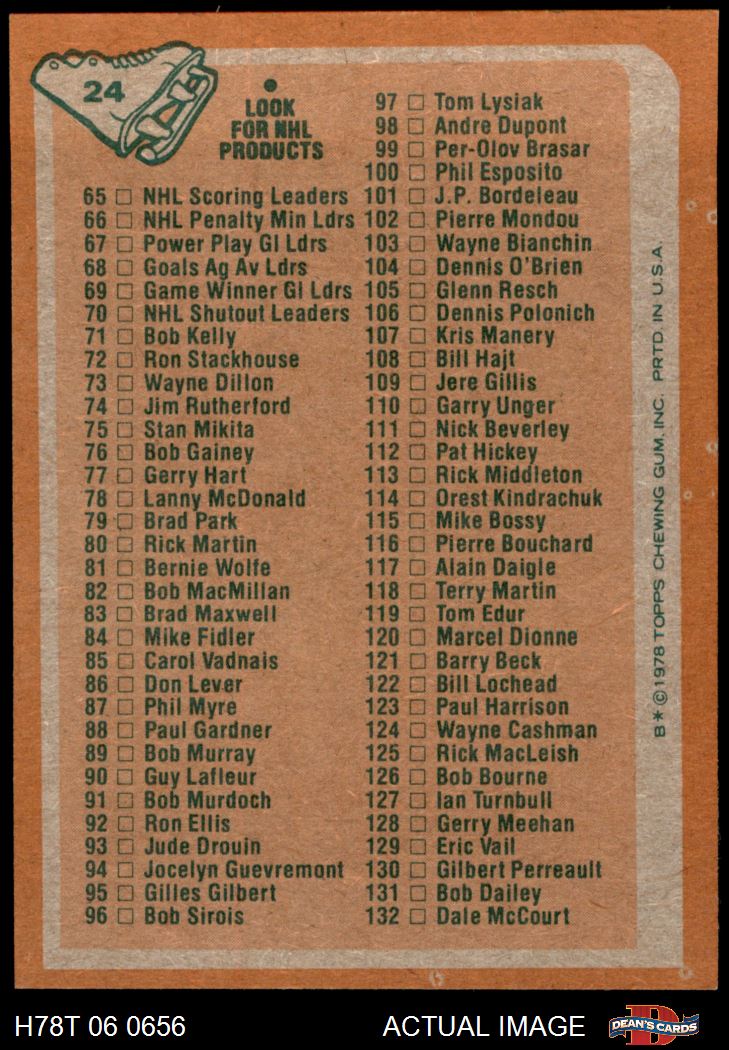 24
LOOK
FOR NHL
PRODUCTS
65 NHL Scoring Leaders
66 NHL Penalty Min Ldrs
67 Power Play Gl Ldrs
68 Goals Ag Av Ldrs
69 Game Winner Gl Ldrs
70 NHL Shutout Leaders
71 Bob Kelly
72 Ron Stackhouse
73 Wayne Dillon
74 Jim Rutherford
75 Stan Mikita
76 Bob Gainey
77 Gerry Hart
78 Lanny McDonald
79 Brad Park
80 Rick Martin
81 Bernie Wolfe
82 Bob MacMillan
83 Brad Maxwell
84 Mike Fidler
85 Carol Vadnais
86 Don Lever
87 Phil Myre
88 Paul Gardner
89 Bob Murray
90 Guy Lafleur
91 Bob Murdoch
92 Ron Ellis
93 Jude Drouin
94 Jocelyn Guevremont
95 Gilles Gilbert
96 Bob Sirois
97 Tom Lysiak
98 Andre Dupont
99 Per-Olov Brasar
100 Phil Esposito
101 J.P. Bordeleau
102 Pierre Mondou
103 Wayne Bianchin
104 Dennis O'Brien
105 Glenn Resch
106 Dennis Polonich
107 Kris Manery
108 Bill Hajt
109 Jere Gillis
110 Garry Unger
111 Nick Beverley
112 Pat Hickey
113 Rick Middleton
114 Orest Kindrachuk
115 Mike Bossy
116 Pierre Bouchard
117 Alain Daigle
118 Terry Martin
119 Tom Edur
120 Marcel Dionne
121 Barry Beck
122 Bill Lochead
123 Paul Harrison
124 Wayne Cashman
125 Rick MacLeish
126 Bob Bourne
127 Ian Turnbull
128 Gerry Meehan
129 Eric Vail
130 Gilbert Perreault
131 Bob Dailey
132 Dale McCourt
B* © 1978 TOPPS CHEWING GUM, INC. PRTD. IN U.S.A.
H78T 06 0656
ACTUAL IMAGE
DEAN'S CARDS